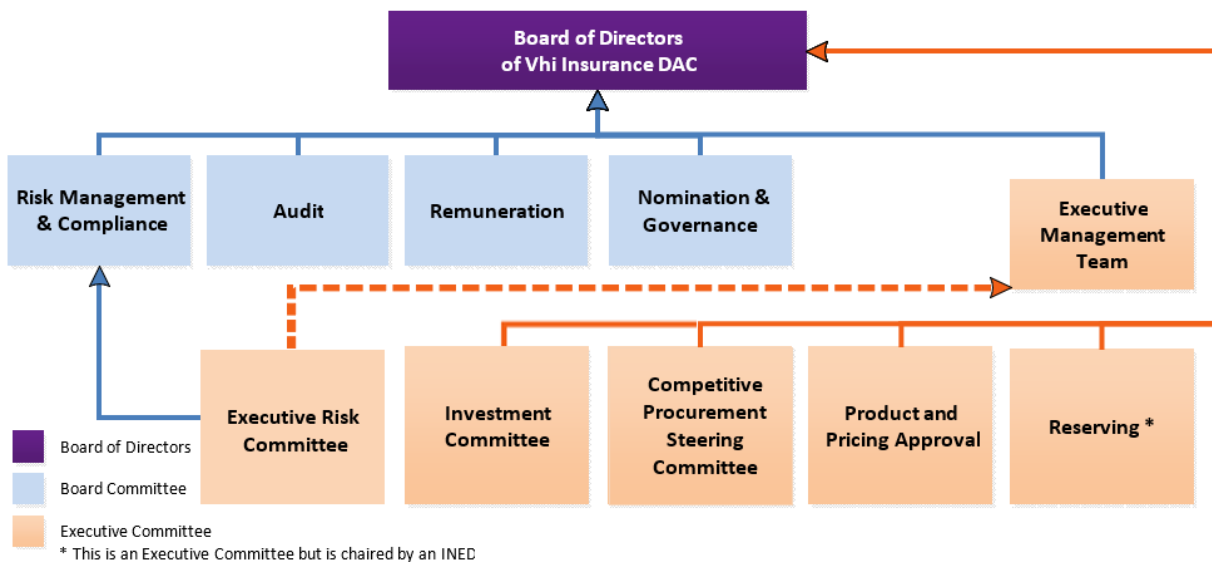 Board of Directors
of Vhi Insurance DAC
Risk Management
& Compliance
Audit
Remuneration
Nomination &
Governance
Executive
Management
Team
Executive Risk
Committee
Investment
Committee
Competitive
Procurement
Steering
Committee
Product and
Pricing Approval
Reserving *
Board of Directors
Board Committee
Executive Committee
* This is an Executive Committee but is chaired by an INED